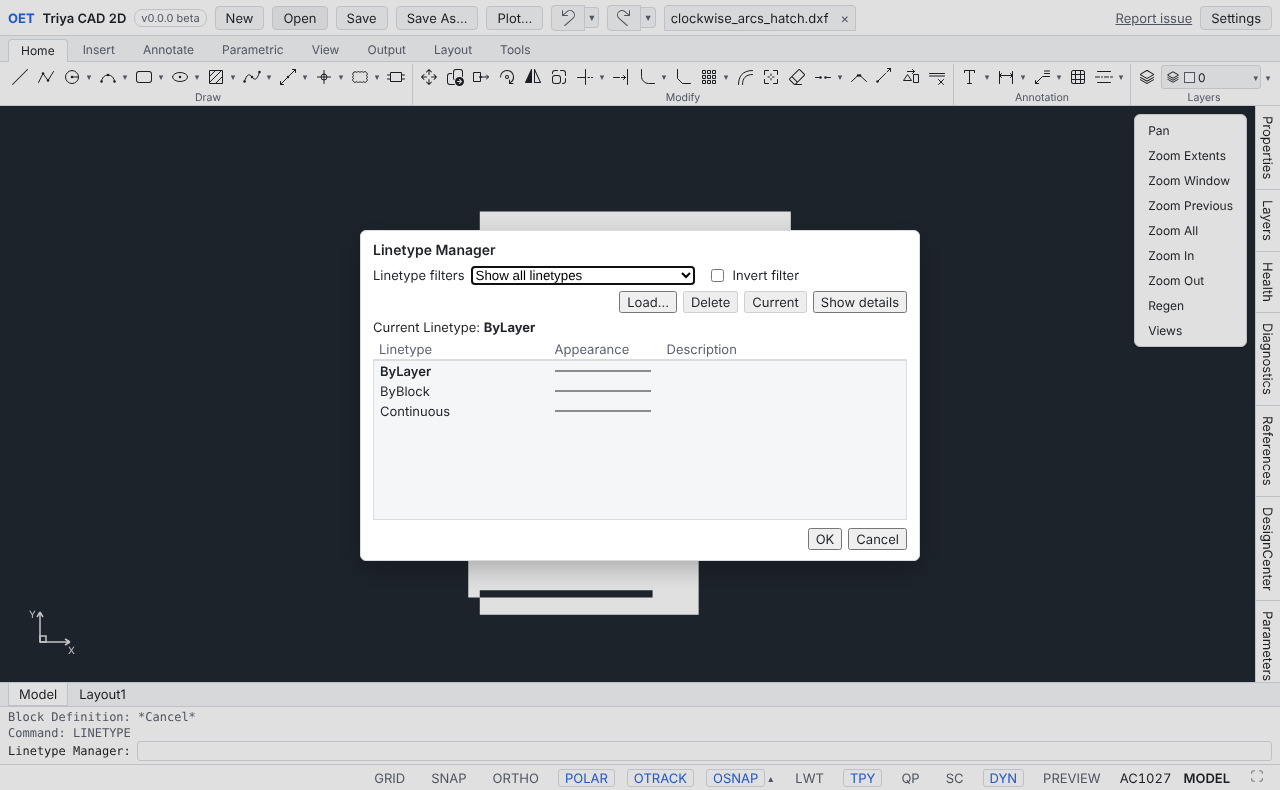 OET Triya CAD 2D v0.0.0 beta New Open Save Save As... Plot... clockwise_arcs_hatch.dxf × Report issue Settings
Home Insert Annotate Parametric View Output Layout Tools
0
Draw Modify Annotation Layers
Pan
Zoom Extents
Zoom Window
Zoom Previous
Zoom All
Zoom In
Zoom Out
Regen
Views
Properties
Layers
Health
Diagnostics
References
DesignCenter
Parameters
Linetype Manager
Linetype filters Show all linetypes Invert filter
Load... Delete Current Show details
Current Linetype: ByLayer
Linetype Appearance Description
ByLayer
ByBlock
Continuous
OK Cancel
Y
X
Model Layout1
Block Definition: *Cancel*
Command: LINETYPE
Linetype Manager:
GRID SNAP ORTHO POLAR OTRACK OSNAP LWT TPY QP SC DYN PREVIEW AC1027 MODEL